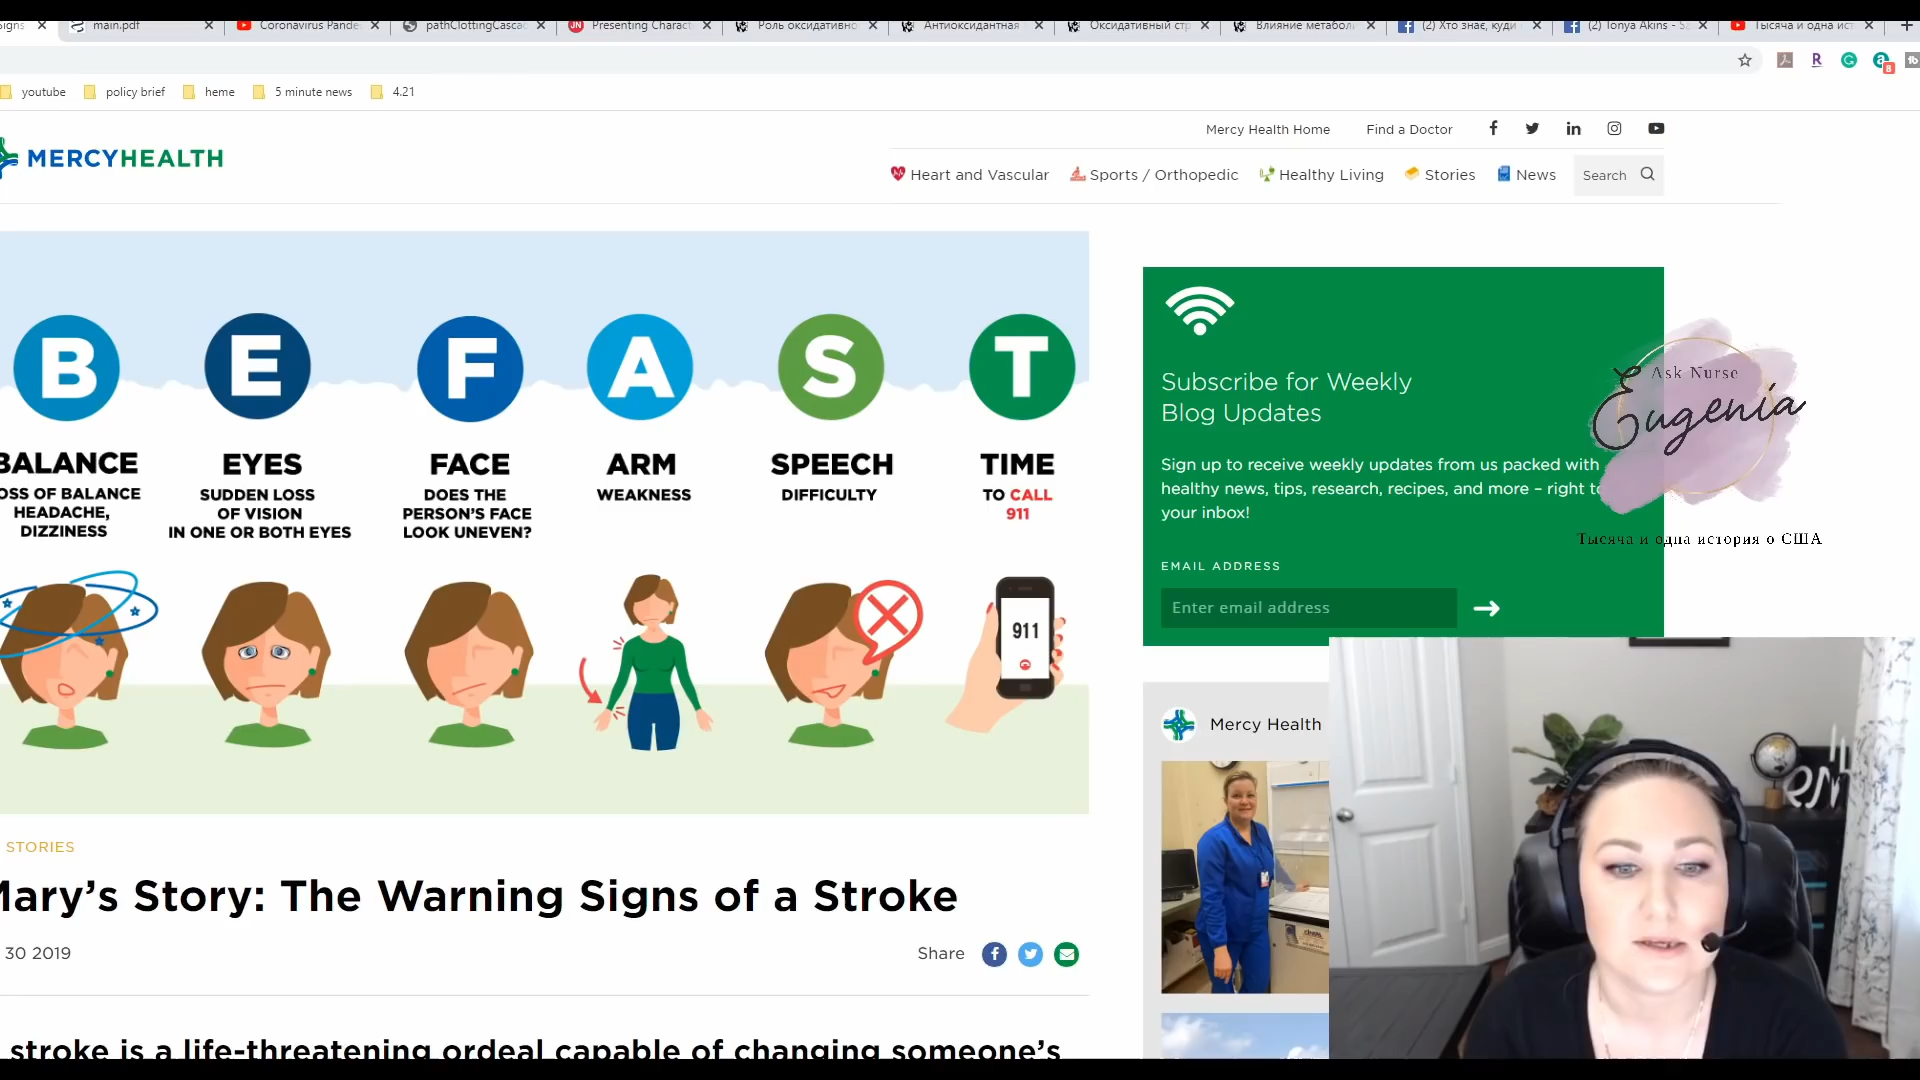 igns
main.pdf
Coronavirus Pande
pathClottingCascac
Presenting Charact
Роль оксидативно
Антиоксидантная
Оксидативный стр
Влияние метабол
(2) Хто знає, куди
(2) Tonya Akins - S
Тысяча и одна ист
youtube
policy brief
heme
5 minute news
4.21
Mercy Health Home
Find a Doctor
MERCYHEALTH
Heart and Vascular
Sports / Orthopedic
Healthy Living
Stories
News
Search
B
E
F
A
S
T
BALANCE
OSS OF BALANCE
HEADACHE,
DIZZINESS
EYES
SUDDEN LOSS
OF VISION
IN ONE OR BOTH EYES
FACE
DOES THE
PERSON'S FACE
LOOK UNEVEN?
ARM
WEAKNESS
SPEECH
DIFFICULTY
TIME
TO CALL
911
911
Subscribe for Weekly
Blog Updates
Sign up to receive weekly updates from us packed with
healthy news, tips, research, recipes, and more – right to
your inbox!
EMAIL ADDRESS
Enter email address
Ask Nurse
Eugenia
Тысяча и одна история о США
Mercy Health
STORIES
Mary's Story: The Warning Signs of a Stroke
30 2019
Share
stroke is a life-threatening ordeal capable of changing someone's